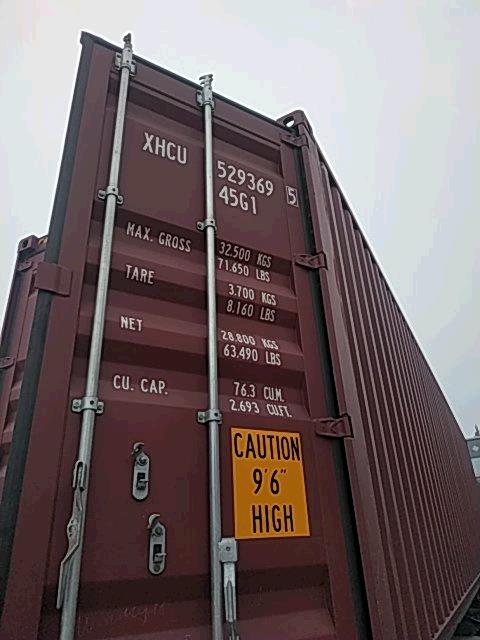 XHCU 529369 5
45G1
MAX. GROSS 32.500 KGS
71.650 LBS
TARE 3.700 KGS
8.160 LBS
NET 28.800 KGS
63.490 LBS
CU. CAP. 76.3 CU.M.
2.693 CU.FT.
CAUTION
9'6"
HIGH